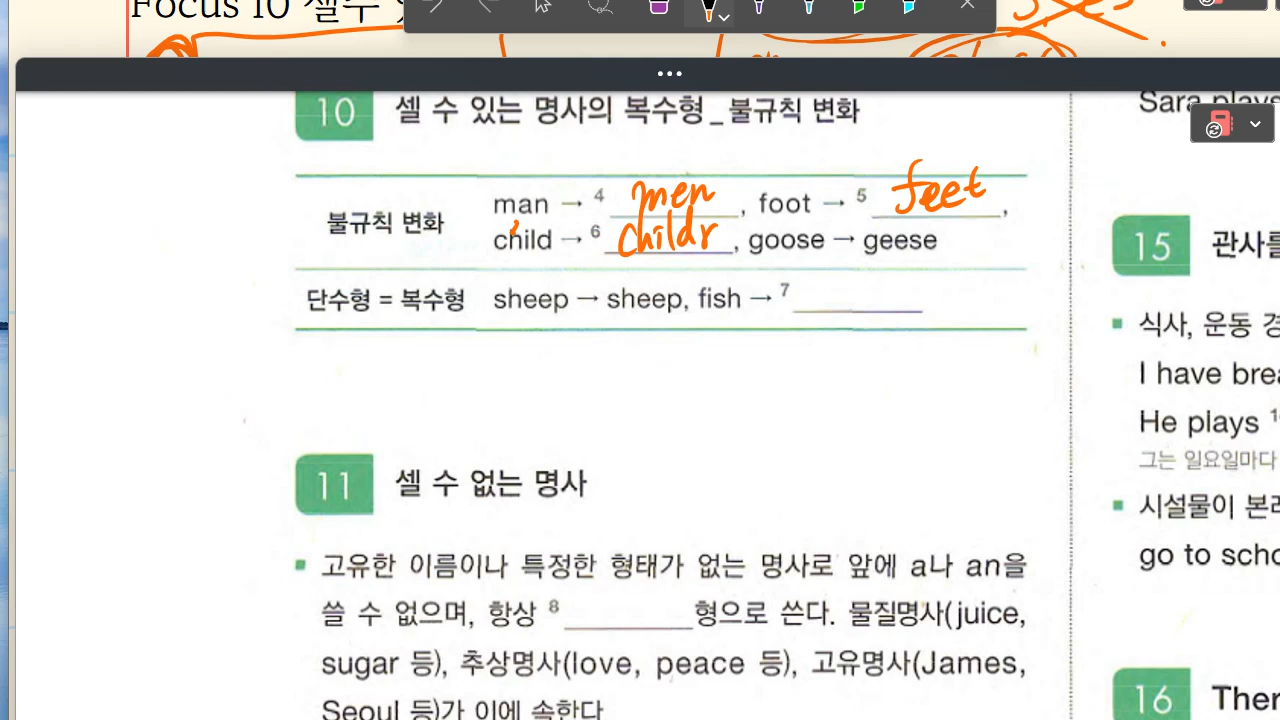 Focus 10 셀수
10 셀 수 있는 명사의 복수형_불규칙 변화
불규칙 변화 man → 4 men, foot → 5 feet,
child → 6 childr, goose → geese
단수형 = 복수형 sheep → sheep, fish → 7
11 셀 수 없는 명사
고유한 이름이나 특정한 형태가 없는 명사로 앞에 a나 an을
쓸 수 없으며, 항상 8 형으로 쓴다. 물질명사(juice,
sugar 등), 추상명사(love, peace 등), 고유명사(James,
Seoul 등)가 이에 속한다
Sara plays
15 관사를
식사, 운동 경
I have brea
He plays 1
그는 일요일마다
시설물이 본래
go to scho
16 Ther